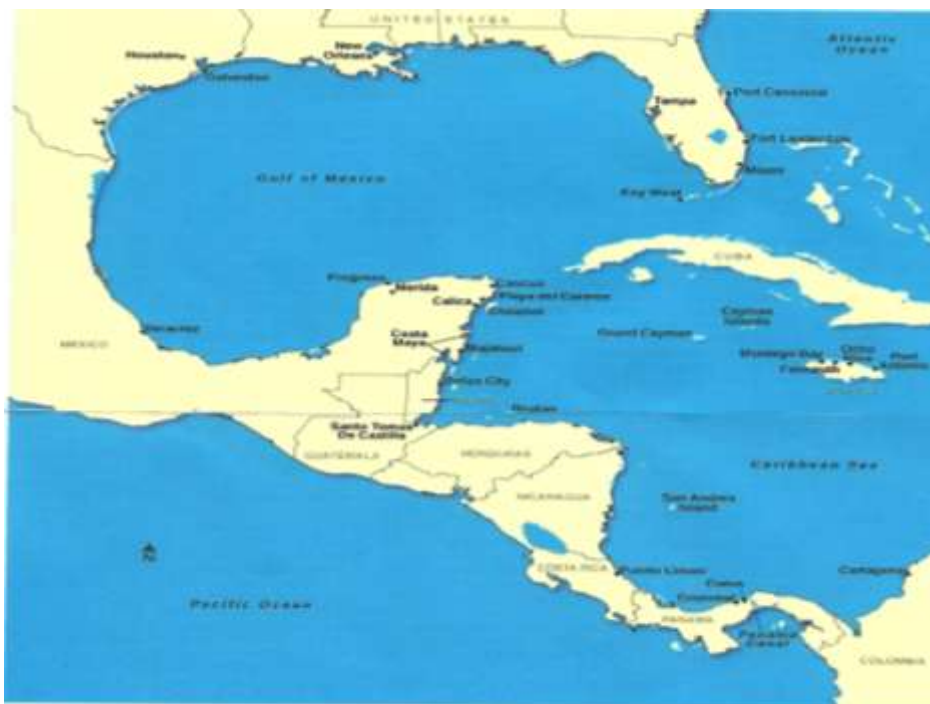 UNITED STATES
Atlantic
Ocean
New
Orleans
Houston
Galveston
Port Canaveral
Tampa
Fort Lauderdale
Miami
Key West
Gulf of Mexico
CUBA
Progreso
Merida
Cancun
Playa del Carmen
Calica
Cozumel
Cayman
Islands
Grand Cayman
Veracruz
MEXICO
Costa
Maya
Majahual
Montego Bay
Ocho
Rios
Port
Antonio
Falmouth
Belize City
Roatan
Santo Tomas
De Castilla
GUATEMALA
HONDURAS
Caribbean Sea
NICARAGUA
San Andres
Island
N
COSTA RICA
Puerto Limon
Cartagena
Colon
Cristobal
Pacific Ocean
PANAMA
Panama
Canal
COLOMBIA